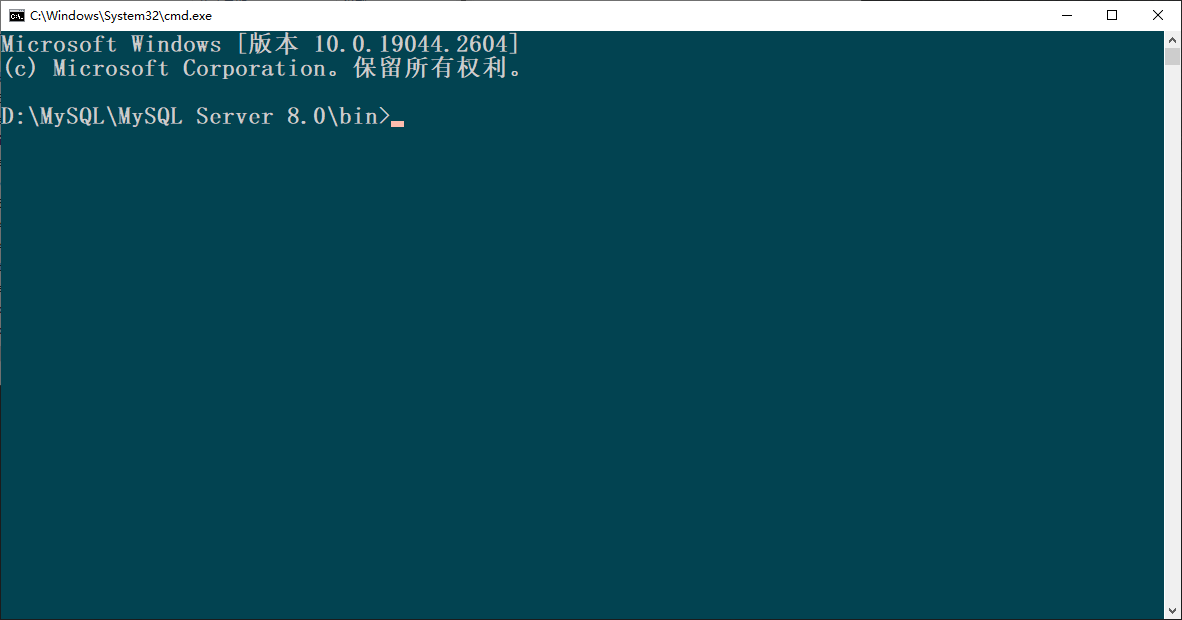 C:\Windows\System32\cmd.exe
Microsoft Windows [版本 10.0.19044.2604]
(c) Microsoft Corporation。保留所有权利。
D:\MySQL\MySQL Server 8.0\bin>